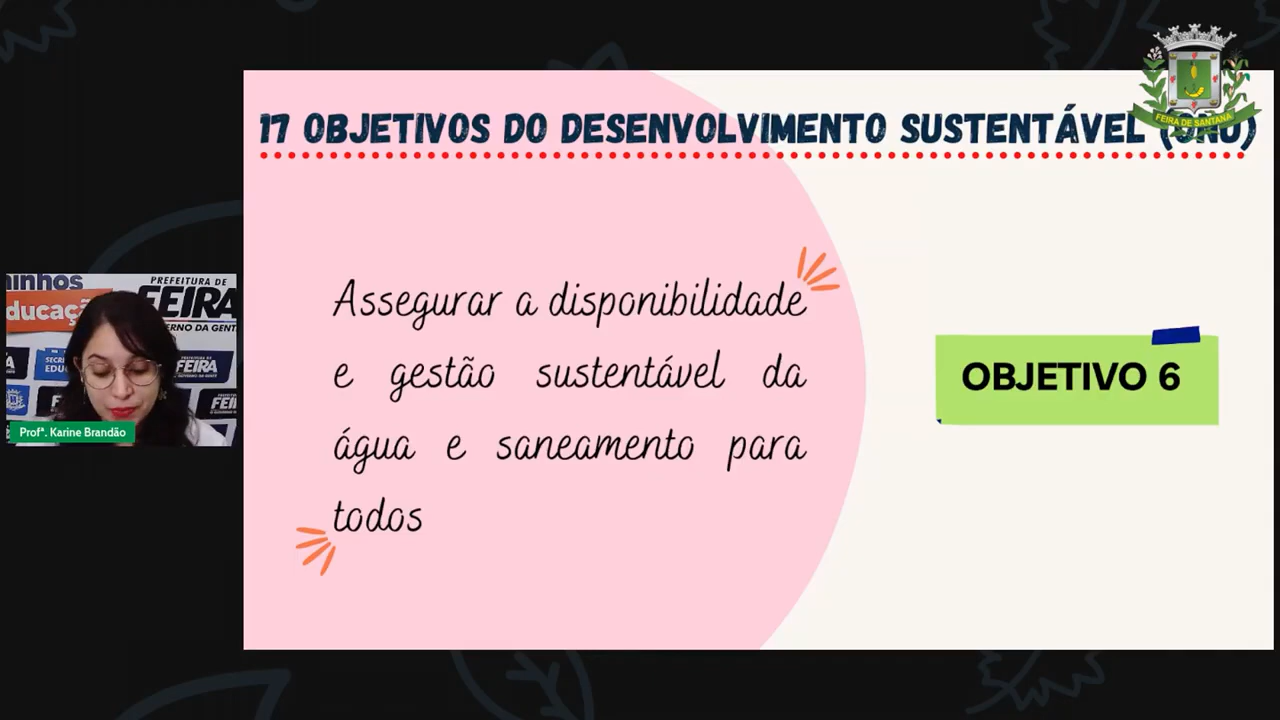 17 OBJETIVOS DO DESENVOLVIMENTO SUSTENTÁVEL (ONU)
FEIRA DE SANTANA
Assegurar a disponibilidade
e gestão sustentável da
água e saneamento para
todos
OBJETIVO 6
PREFEITURA DE
FEIRA
FEIRA
Profª. Karine Brandão